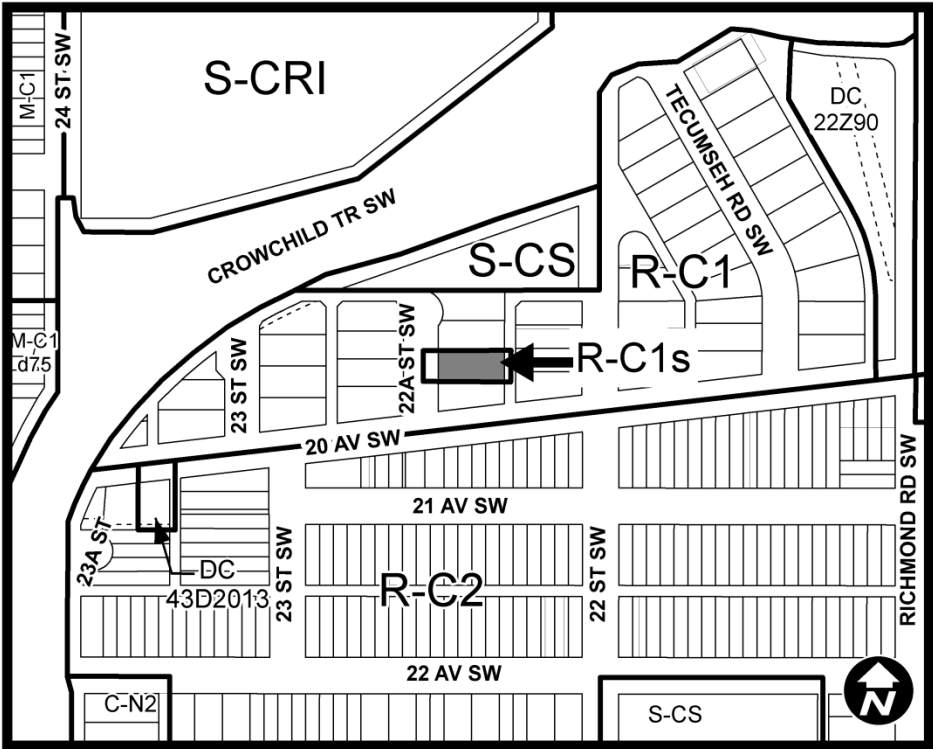 M-C1
24 ST SW
S-CRI
TECUMSEH RD SW
DC
22Z90
CROWCHILD TR SW
S-CS
R-C1
M-C1
d75
23 ST SW
22A ST SW
R-C1s
20 AV SW
21 AV SW
23A ST
DC
43D2013
23 ST SW
R-C2
22 ST SW
RICHMOND RD SW
22 AV SW
C-N2
S-CS
N